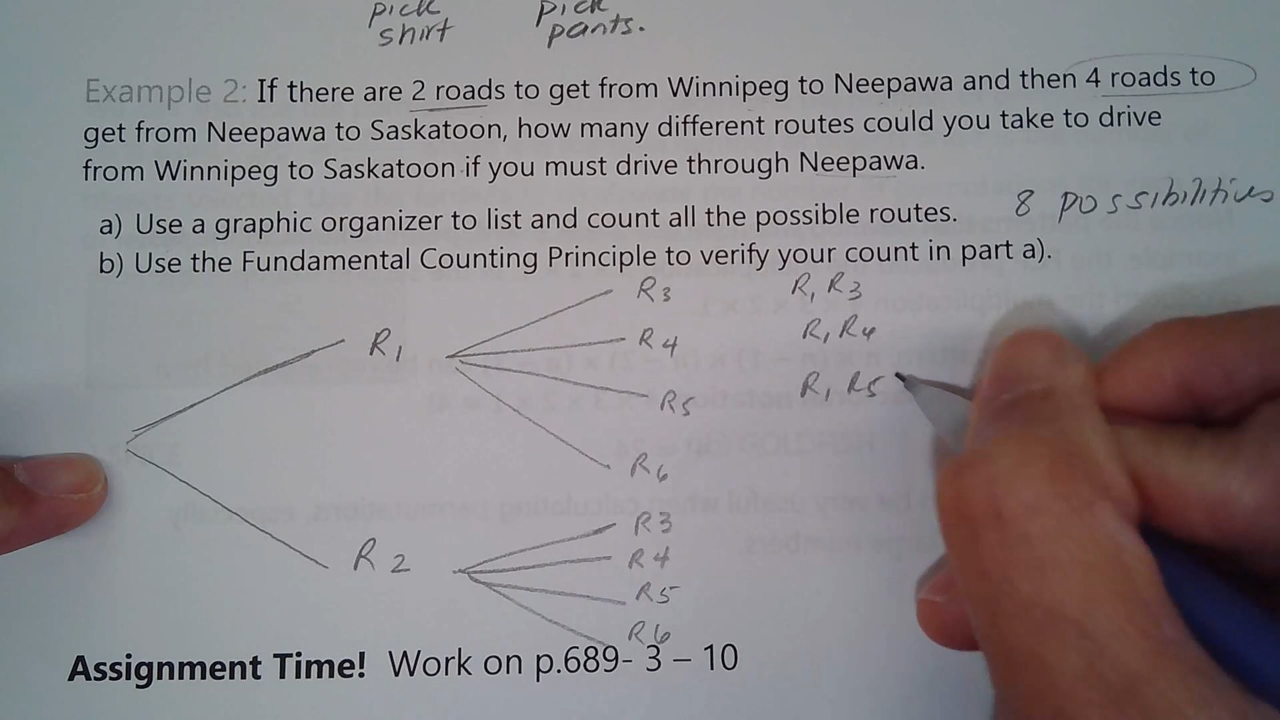 pick pick
shirt pants.
Example 2: If there are 2 roads to get from Winnipeg to Neepawa and then 4 roads to
get from Neepawa to Saskatoon, how many different routes could you take to drive
from Winnipeg to Saskatoon if you must drive through Neepawa.
8 possibilities
a) Use a graphic organizer to list and count all the possible routes.
b) Use the Fundamental Counting Principle to verify your count in part a).
R3 R1 R3
R1 R4 R1 R4
R5 R1 R5
R6
R3
R2 R4
R5
R6
Assignment Time! Work on p.689- 3 – 10